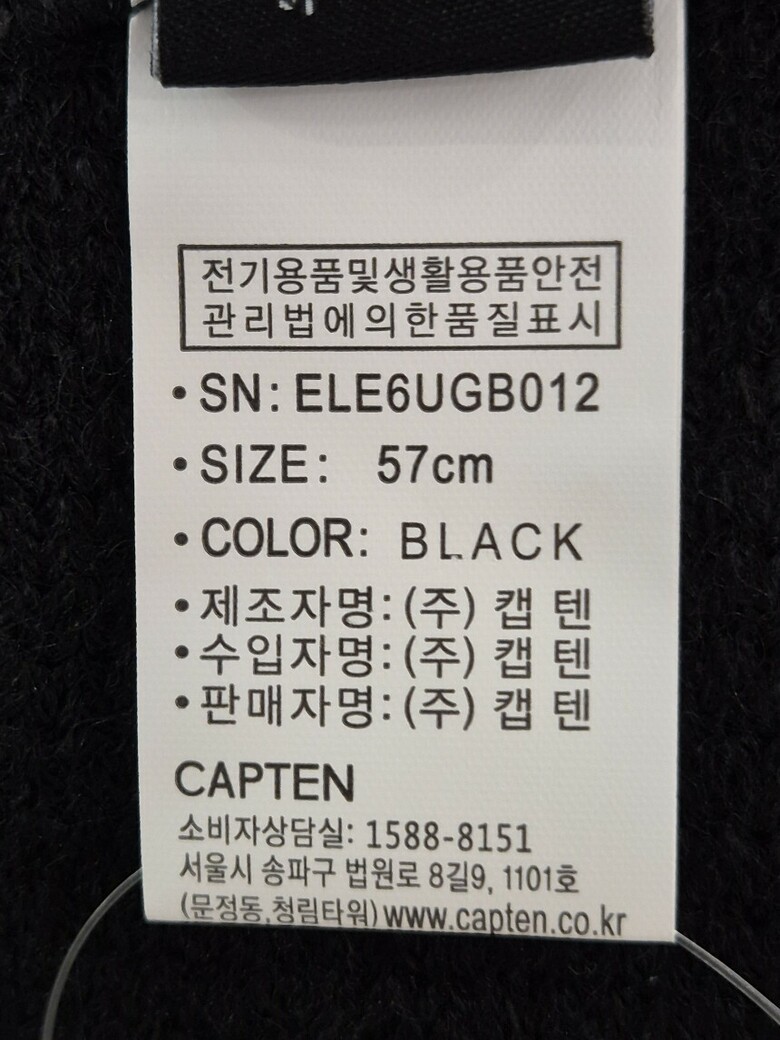 전기용품및생활용품안전
관리법에의한품질표시
•SN: ELE6UGB012
•SIZE: 57cm
•COLOR: BLACK
•제조자명:(주) 캡 텐
•수입자명:(주) 캡 텐
•판매자명:(주) 캡 텐
CAPTEN
소비자상담실: 1588-8151
서울시 송파구 법원로 8길9, 1101호
(문정동,청림타워)www.capten.co.kr